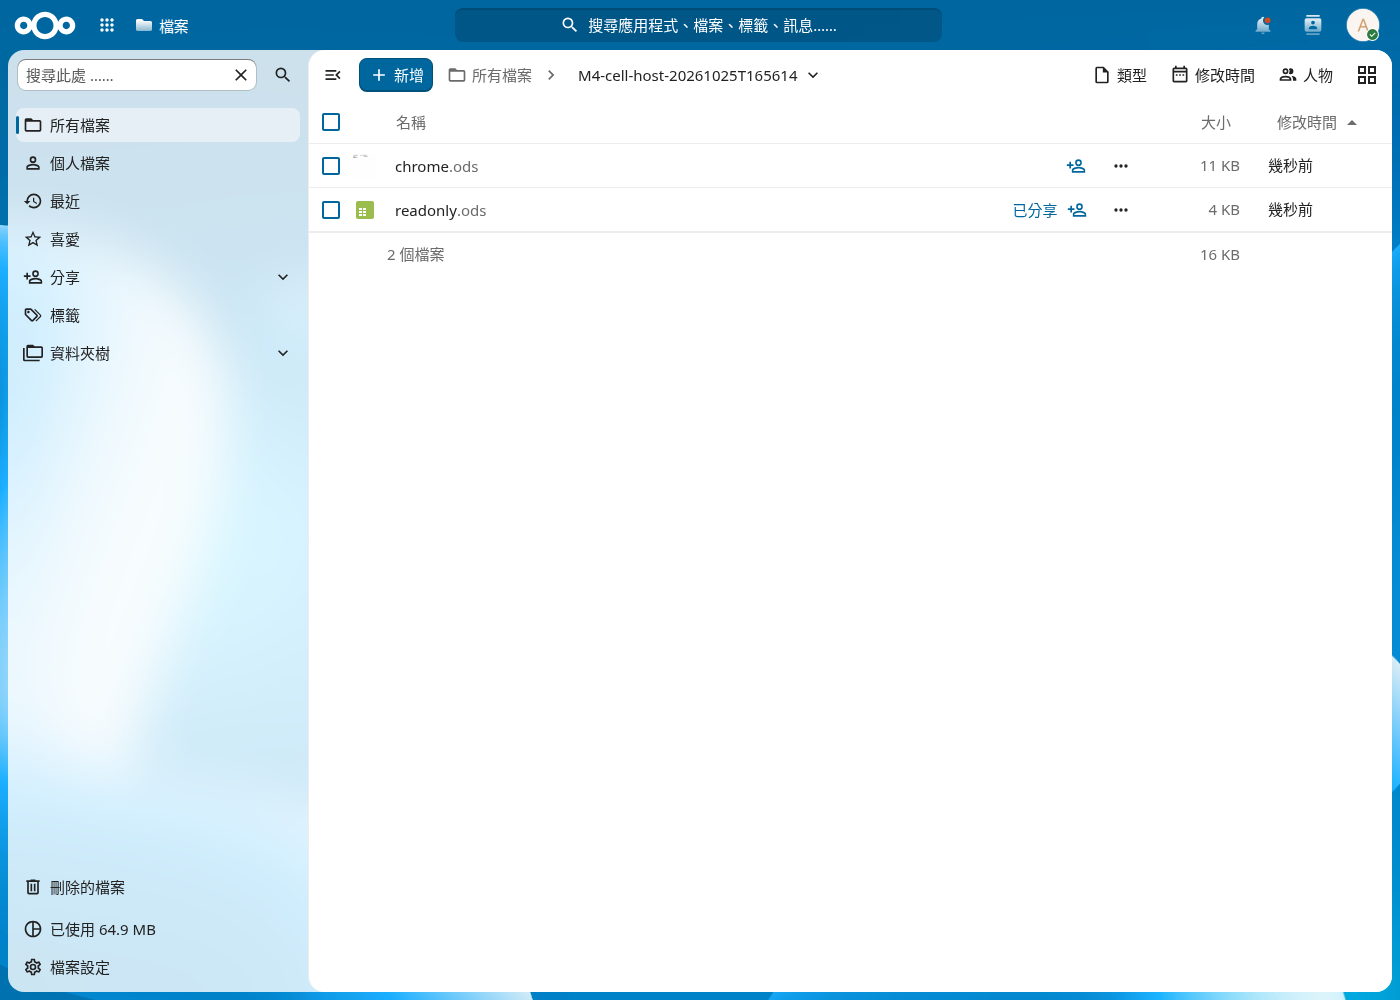 檔案
搜尋應用程式、檔案、標籤、訊息......
A
搜尋此處 ......
所有檔案
個人檔案
最近
喜愛
分享
標籤
資料夾樹
刪除的檔案
已使用 64.9 MB
檔案設定
新增
所有檔案
M4-cell-host-20261025T165614
類型
修改時間
人物
名稱
大小
修改時間
chrome.ods
11 KB
幾秒前
readonly.ods
已分享
4 KB
幾秒前
2 個檔案
16 KB